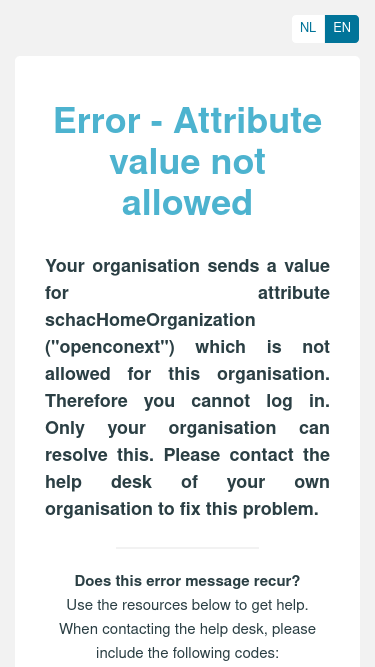 NL EN
Error - Attribute
value not
allowed
Your organisation sends a value
for attribute
schacHomeOrganization
("openconext") which is not
allowed for this organisation.
Therefore you cannot log in.
Only your organisation can
resolve this. Please contact the
help desk of your own
organisation to fix this problem.
Does this error message recur?
Use the resources below to get help.
When contacting the help desk, please
include the following codes: